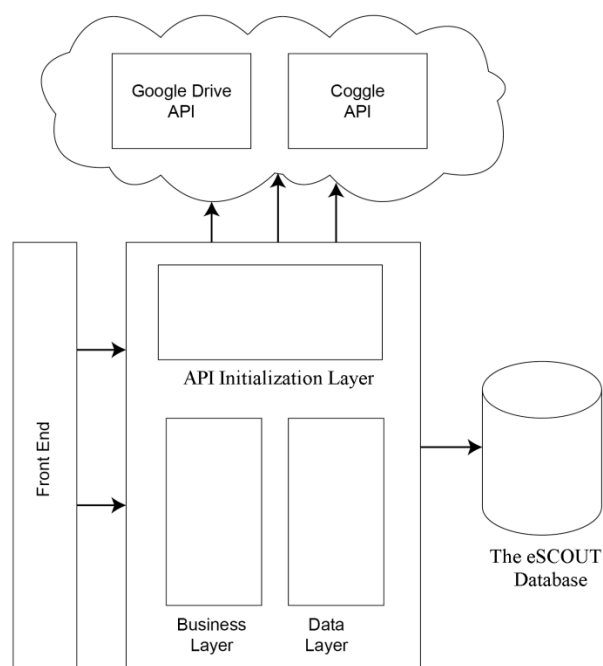 Google Drive
API
Coggle
API
API Initialization Layer
Front End
Business
Layer
Data
Layer
The eSCOUT
Database